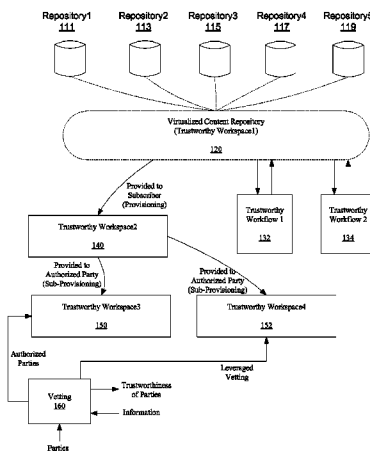 Repository1
111
Repository2
113
Repository3
115
Repository4
117
Repository5
119
Virtualized Content Repository
(Trustworthy Workspace1)
120
Provided to
Subscriber
(Provisioning)
Trustworthy
Workflow 1
132
Trustworthy
Workflow 2
134
Trustworthy Workspace2
140
Provided to
Authorized Party
(Sub-Provisioning)
Provided to
Authorized Party
(Sub-Provisioning)
Trustworthy Workspace3
150
Trustworthy Workspace4
152
Authorized
Parties
Leveraged
Vetting
Vetting
160
Trustworthiness
of Parties
Information
Parties